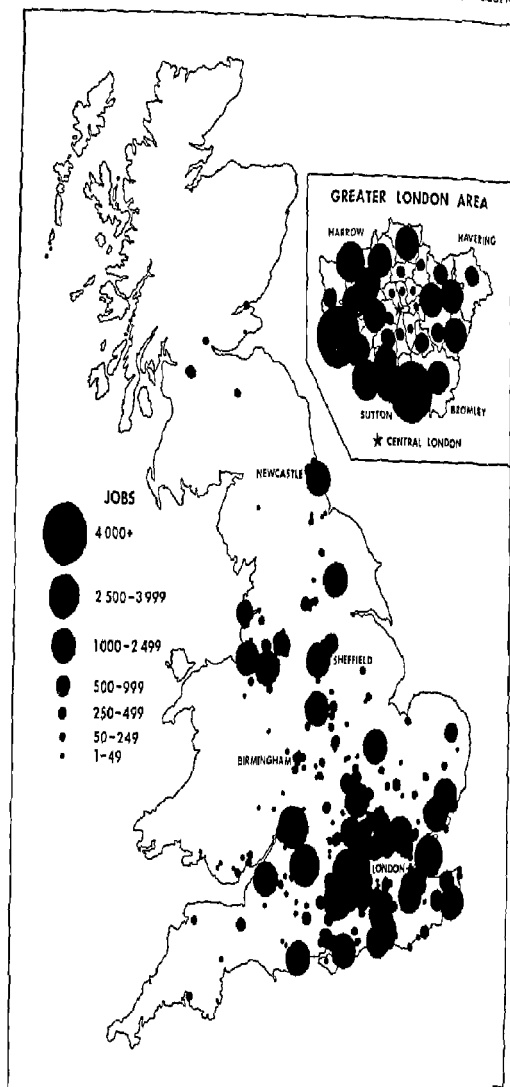 GREATER LONDON AREA
HARROW
HAVERING
SUTTON
BROMLEY
★ CENTRAL LONDON
NEWCASTLE
JOBS
4 000+
2 500-3 999
1000-2 499
500-999
250-499
50-249
1-49
SHEFFIELD
BIRMINGHAM
LONDON